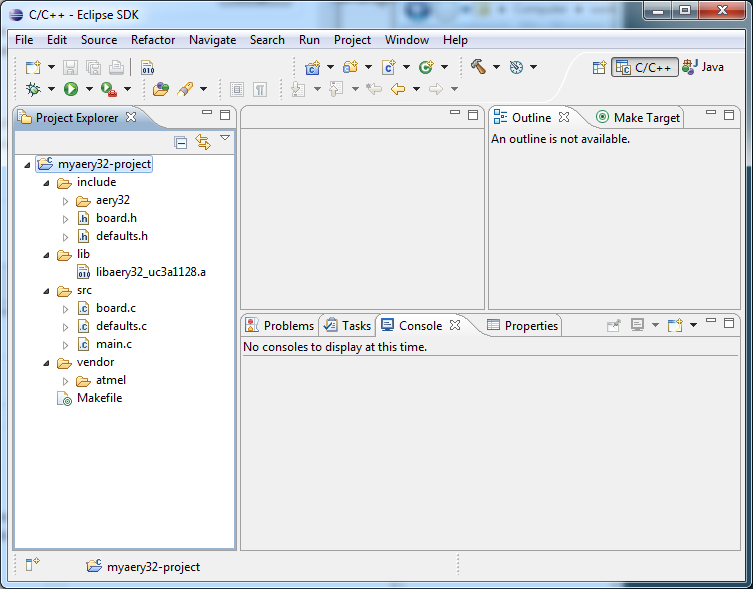 C/C++ - Eclipse SDK
File Edit Source Refactor Navigate Search Run Project Window Help
C/C++ Java
Project Explorer
Outline Make Target
An outline is not available.
myaery32-project
include
aery32
board.h
defaults.h
lib
libaery32_uc3a1128.a
src
board.c
defaults.c
main.c
vendor
atmel
Makefile
Problems Tasks Console Properties
No consoles to display at this time.
myaery32-project